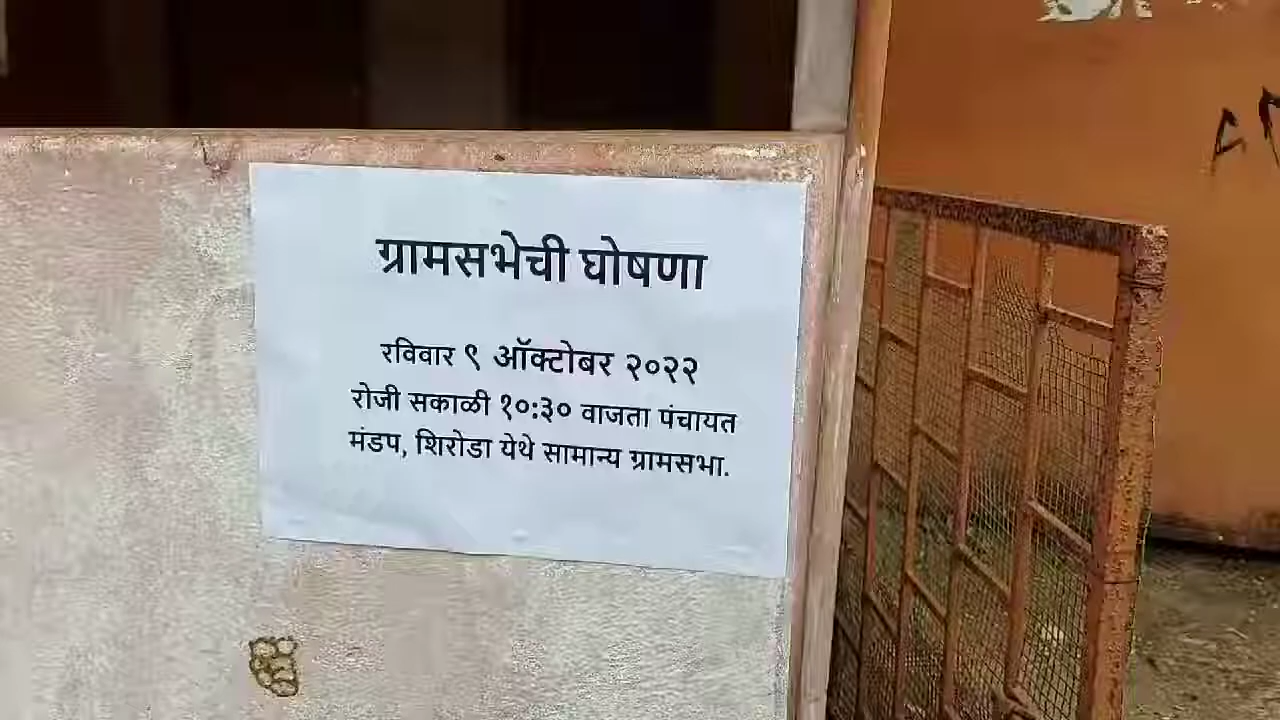 ग्रामसभेची घोषणा
रविवार ९ ऑक्टोबर २०२२
रोजी सकाळी १०:३० वाजता पंचायत
मंडप, शिरोडा येथे सामान्य ग्रामसभा.